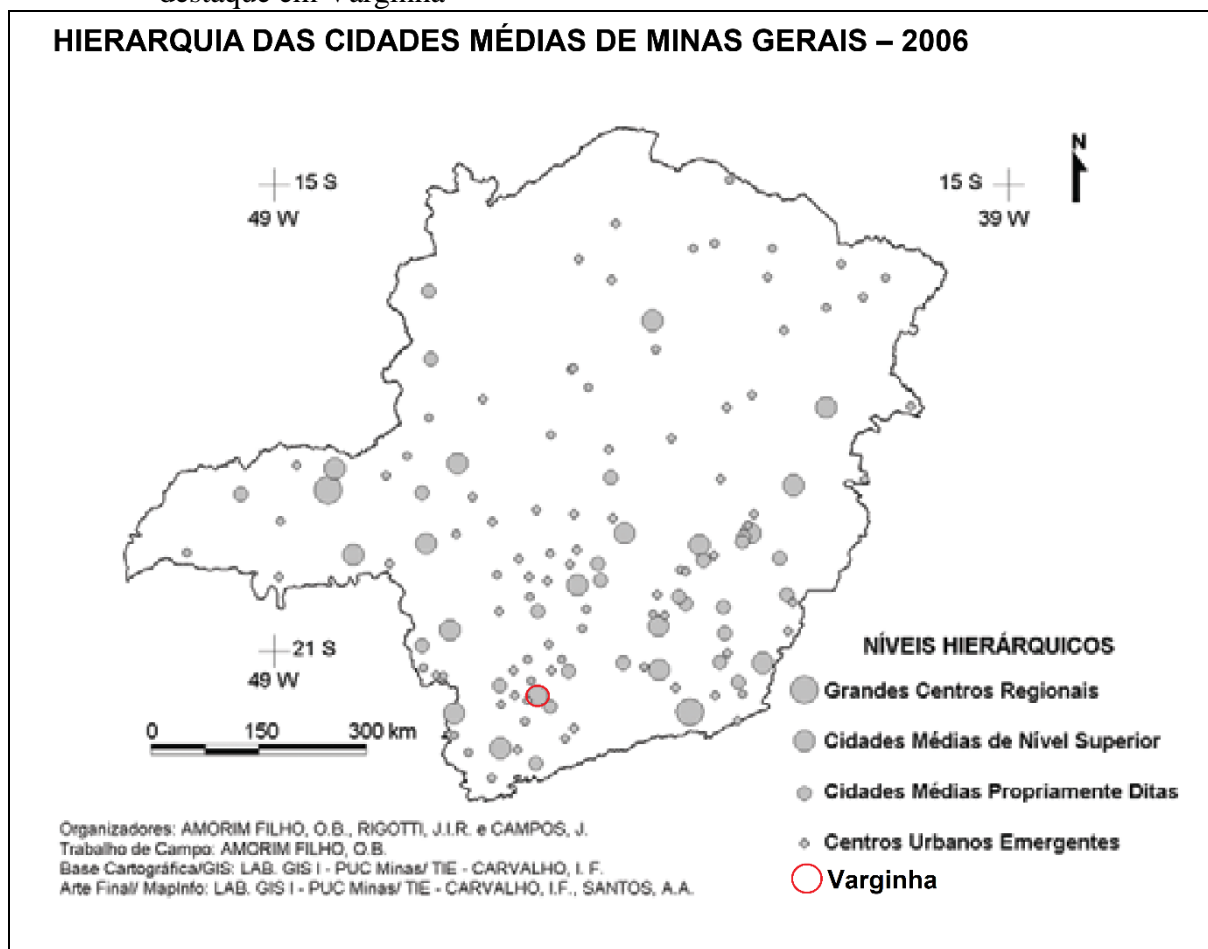 destaque em Varginha
HIERARQUIA DAS CIDADES MÉDIAS DE MINAS GERAIS – 2006
N
15 S
49 W
15 S
39 W
21 S
49 W
0 150 300 km
NÍVEIS HIERÁRQUICOS
Grandes Centros Regionais
Cidades Médias de Nível Superior
Cidades Médias Propriamente Ditas
Centros Urbanos Emergentes
Varginha
Organizadores: AMORIM FILHO, O.B., RIGOTTI, J.I.R. e CAMPOS, J.
Trabalho de Campo: AMORIM FILHO, O.B.
Base Cartográfica/GIS: LAB. GIS I - PUC Minas/ TIE - CARVALHO, I. F.
Arte Final/ MapInfo: LAB. GIS I - PUC Minas/ TIE - CARVALHO, I.F., SANTOS, A.A.